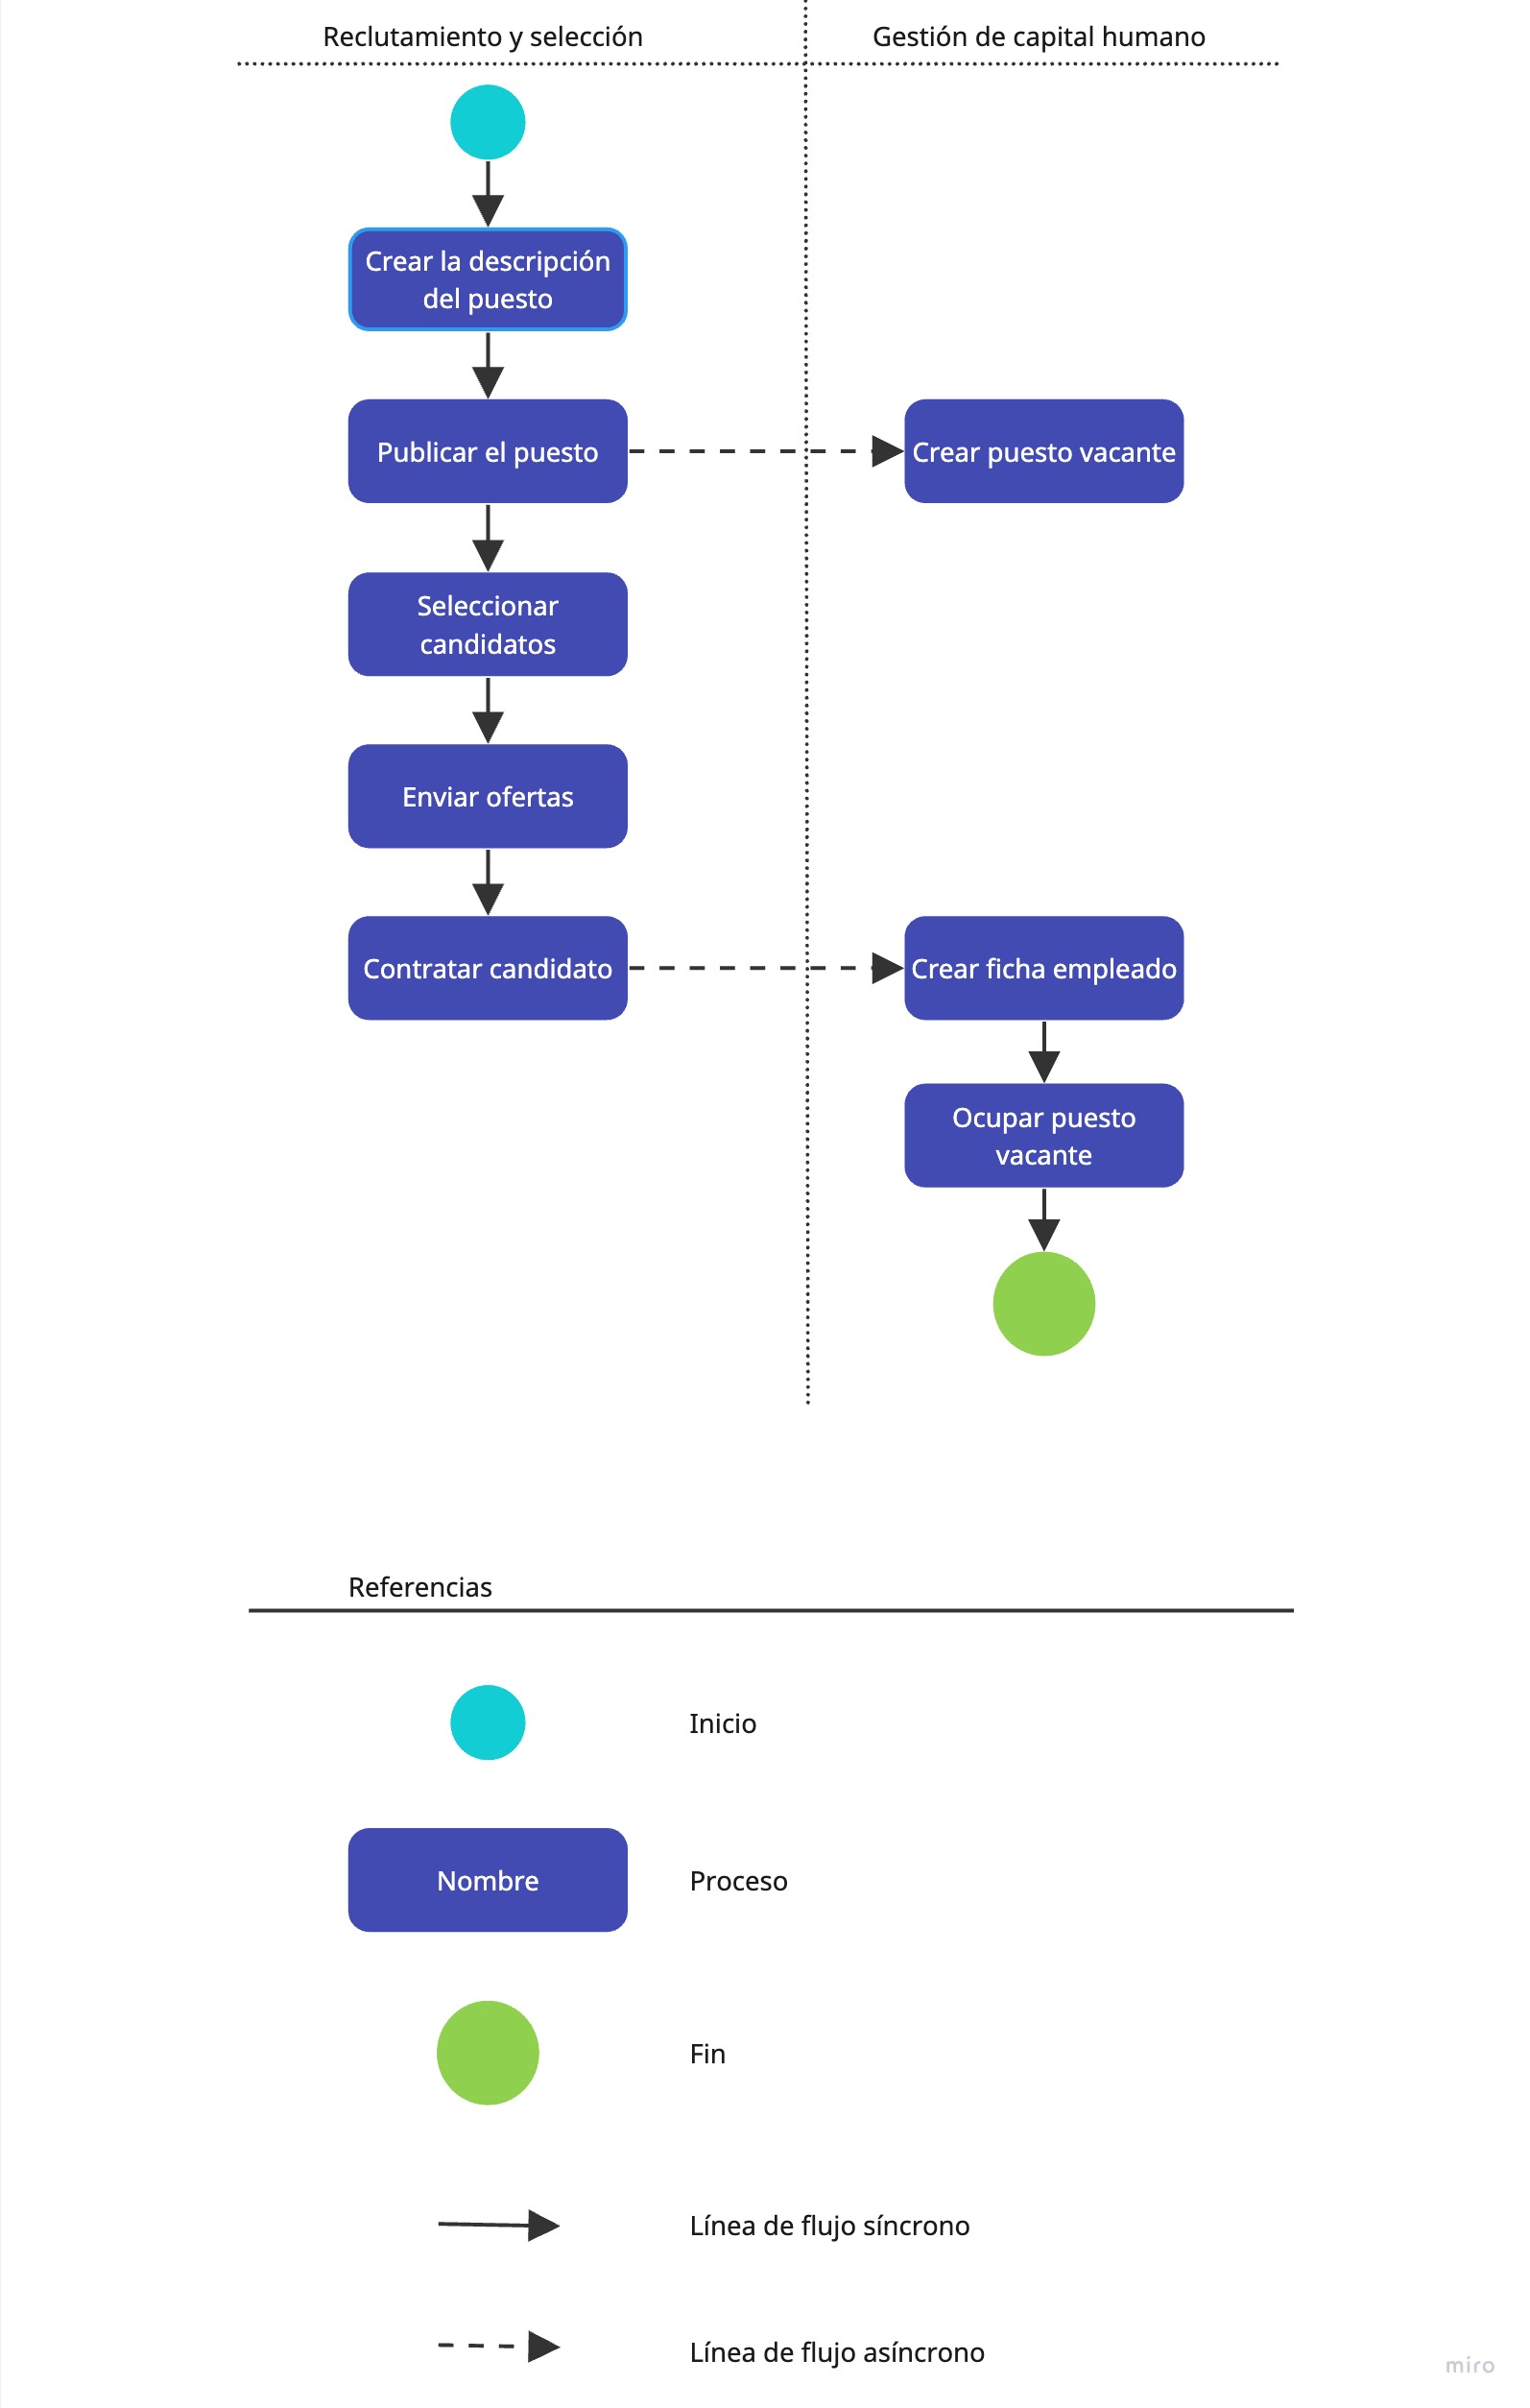 Reclutamiento y selección
Gestión de capital humano
Crear la descripción
del puesto
Publicar el puesto
Crear puesto vacante
Seleccionar
candidatos
Enviar ofertas
Contratar candidato
Crear ficha empleado
Ocupar puesto
vacante
Referencias
Inicio
Nombre
Proceso
Fin
Línea de flujo síncrono
Línea de flujo asíncrono
miro